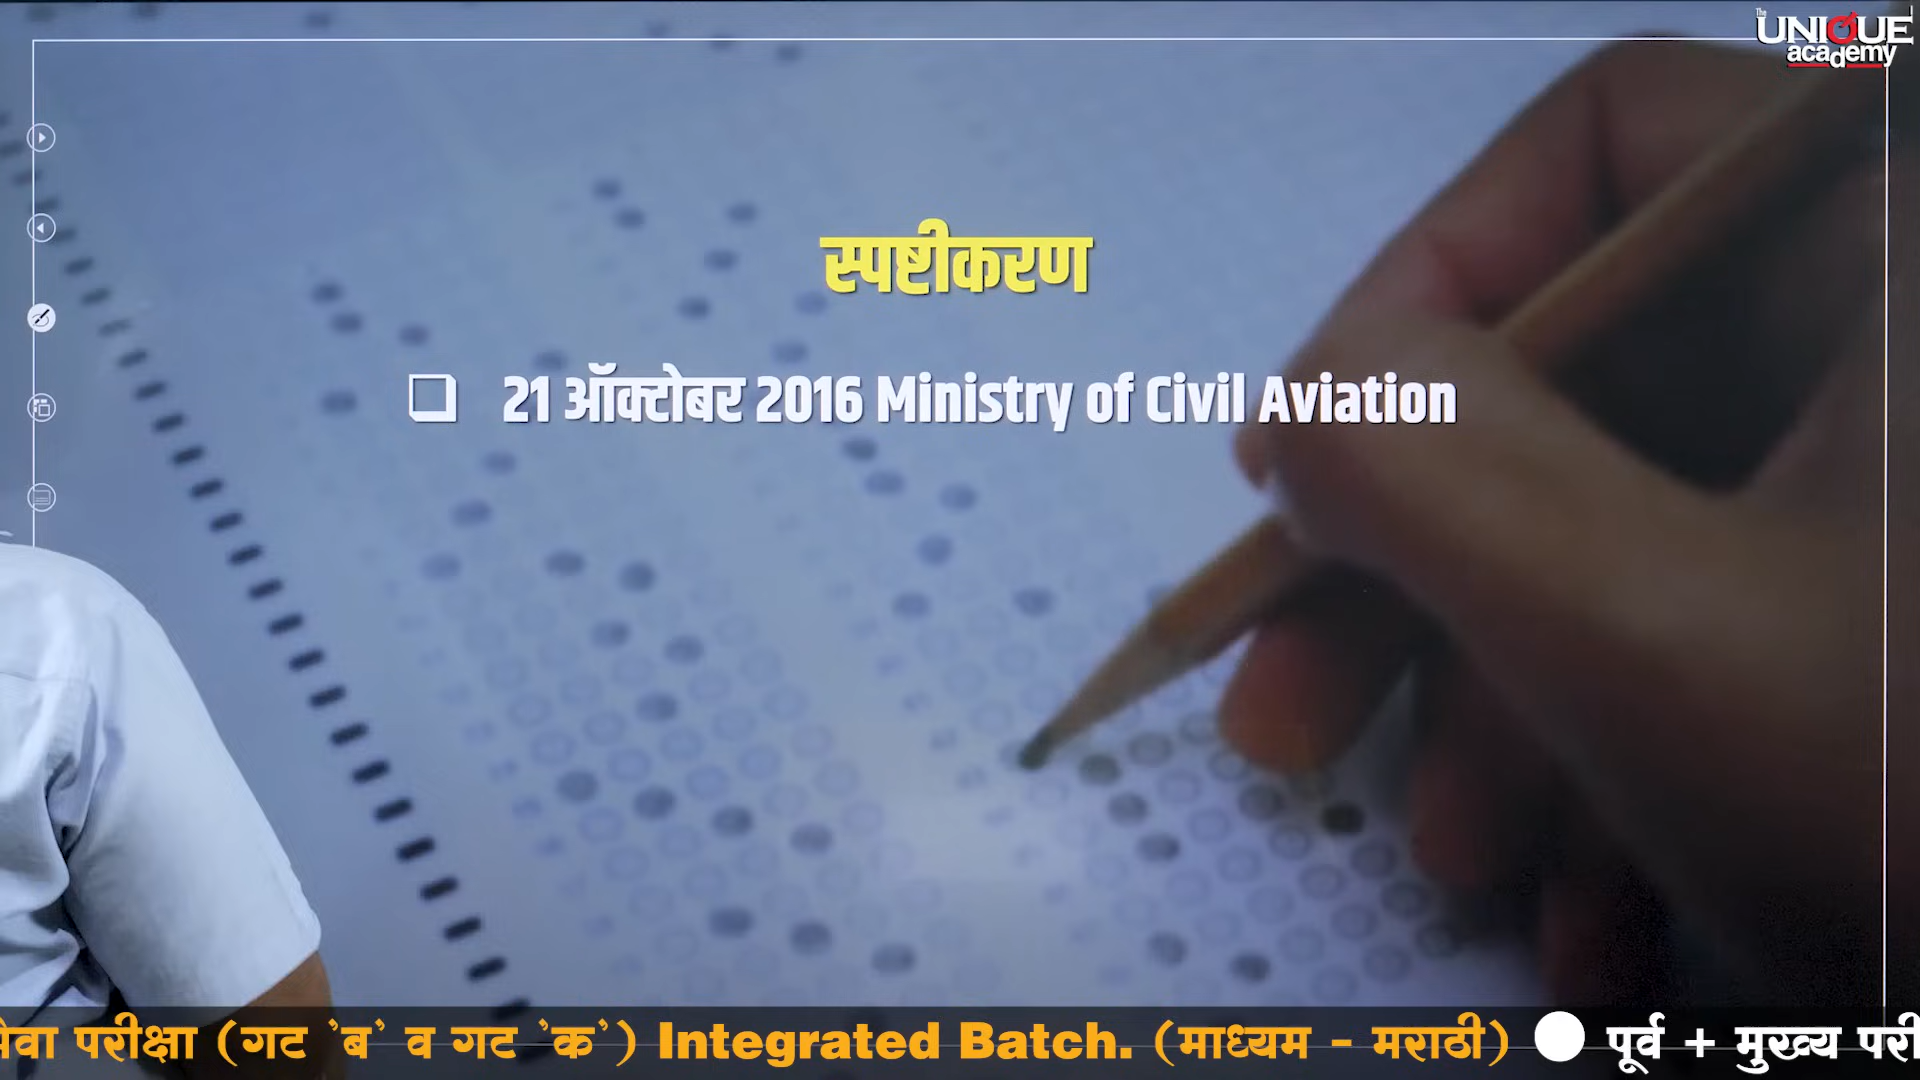 The
UNIQUE
academy
स्पष्टीकरण
21 ऑक्टोबर 2016 Ministry of Civil Aviation
सेवा परीक्षा (गट 'ब' व गट 'क') Integrated Batch. (माध्यम - मराठी) पूर्व + मुख्य परी